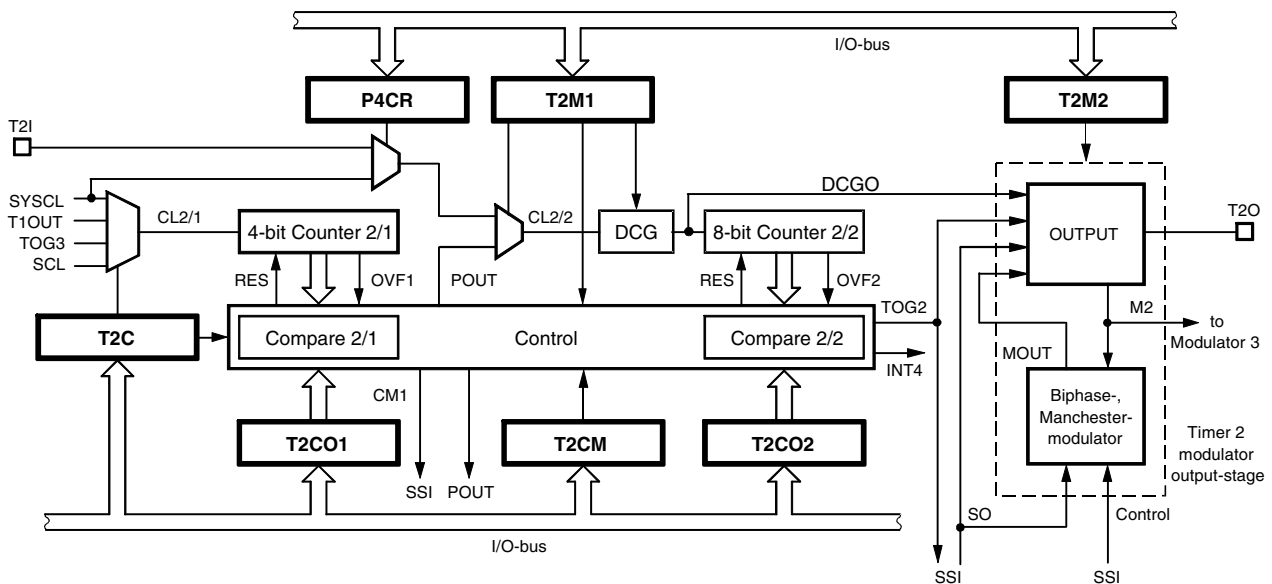 I/O-bus
P4CR
T2M1
T2M2
T2I
SYSCL
T1OUT
TOG3
SCL
CL2/1
4-bit Counter 2/1
CL2/2
DCG
8-bit Counter 2/2
DCGO
OUTPUT
T2O
RES
OVF1
POUT
RES
OVF2
TOG2
M2
to
Modulator 3
T2C
Compare 2/1
Control
Compare 2/2
INT4
MOUT
CM1
Biphase-,
Manchester-
modulator
Timer 2
modulator
output-stage
T2CO1
T2CM
T2CO2
SSI
POUT
SO
Control
I/O-bus
SSI
SSI